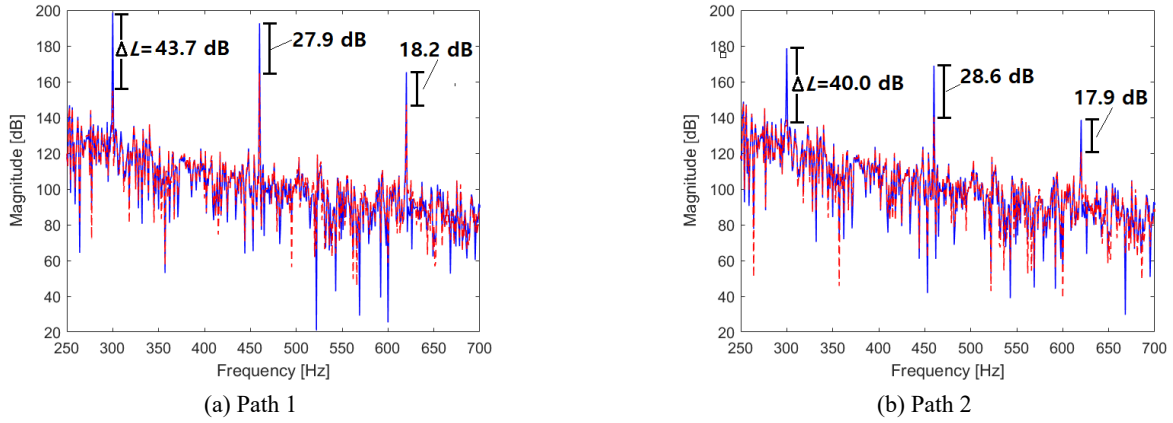 200
180
160
140
120
100
80
60
40
20
Magnitude [dB]
ΔL= 43.7 dB
27.9 dB
18.2 dB
250 300 350 400 450 500 550 600 650 700
Frequency [Hz]
(a) Path 1
200
180
160
140
120
100
80
60
40
20
Magnitude [dB]
ΔL= 40.0 dB
28.6 dB
17.9 dB
250 300 350 400 450 500 550 600 650 700
Frequency [Hz]
(b) Path 2